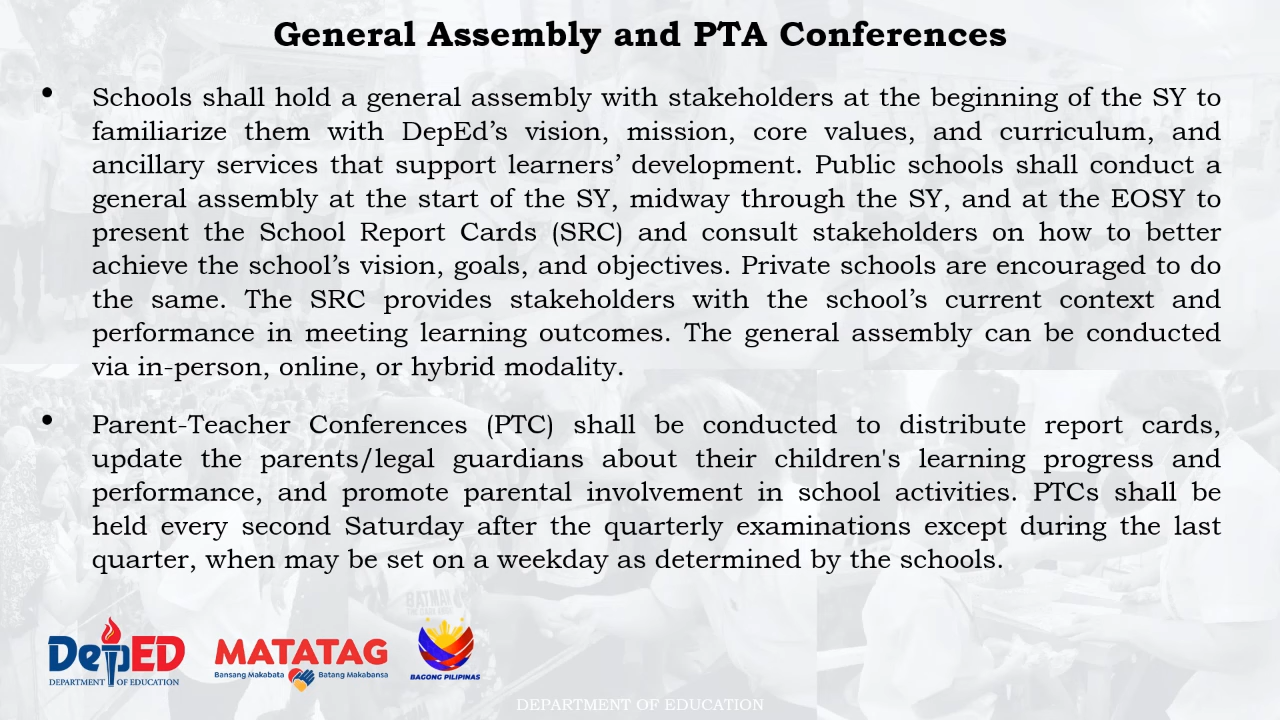 General Assembly and PTA Conferences
• Schools shall hold a general assembly with stakeholders at the beginning of the SY to
familiarize them with DepEd’s vision, mission, core values, and curriculum, and
ancillary services that support learners’ development. Public schools shall conduct a
general assembly at the start of the SY, midway through the SY, and at the EOSY to
present the School Report Cards (SRC) and consult stakeholders on how to better
achieve the school’s vision, goals, and objectives. Private schools are encouraged to do
the same. The SRC provides stakeholders with the school’s current context and
performance in meeting learning outcomes. The general assembly can be conducted
via in-person, online, or hybrid modality.
• Parent-Teacher Conferences (PTC) shall be conducted to distribute report cards,
update the parents/legal guardians about their children's learning progress and
performance, and promote parental involvement in school activities. PTCs shall be
held every second Saturday after the quarterly examinations except during the last
quarter, when may be set on a weekday as determined by the schools.
DepED
DEPARTMENT OF EDUCATION
MATATAG
Bansang Makabata Batang Makabansa
BAGONG PILIPINAS
DEPARTMENT OF EDUCATION